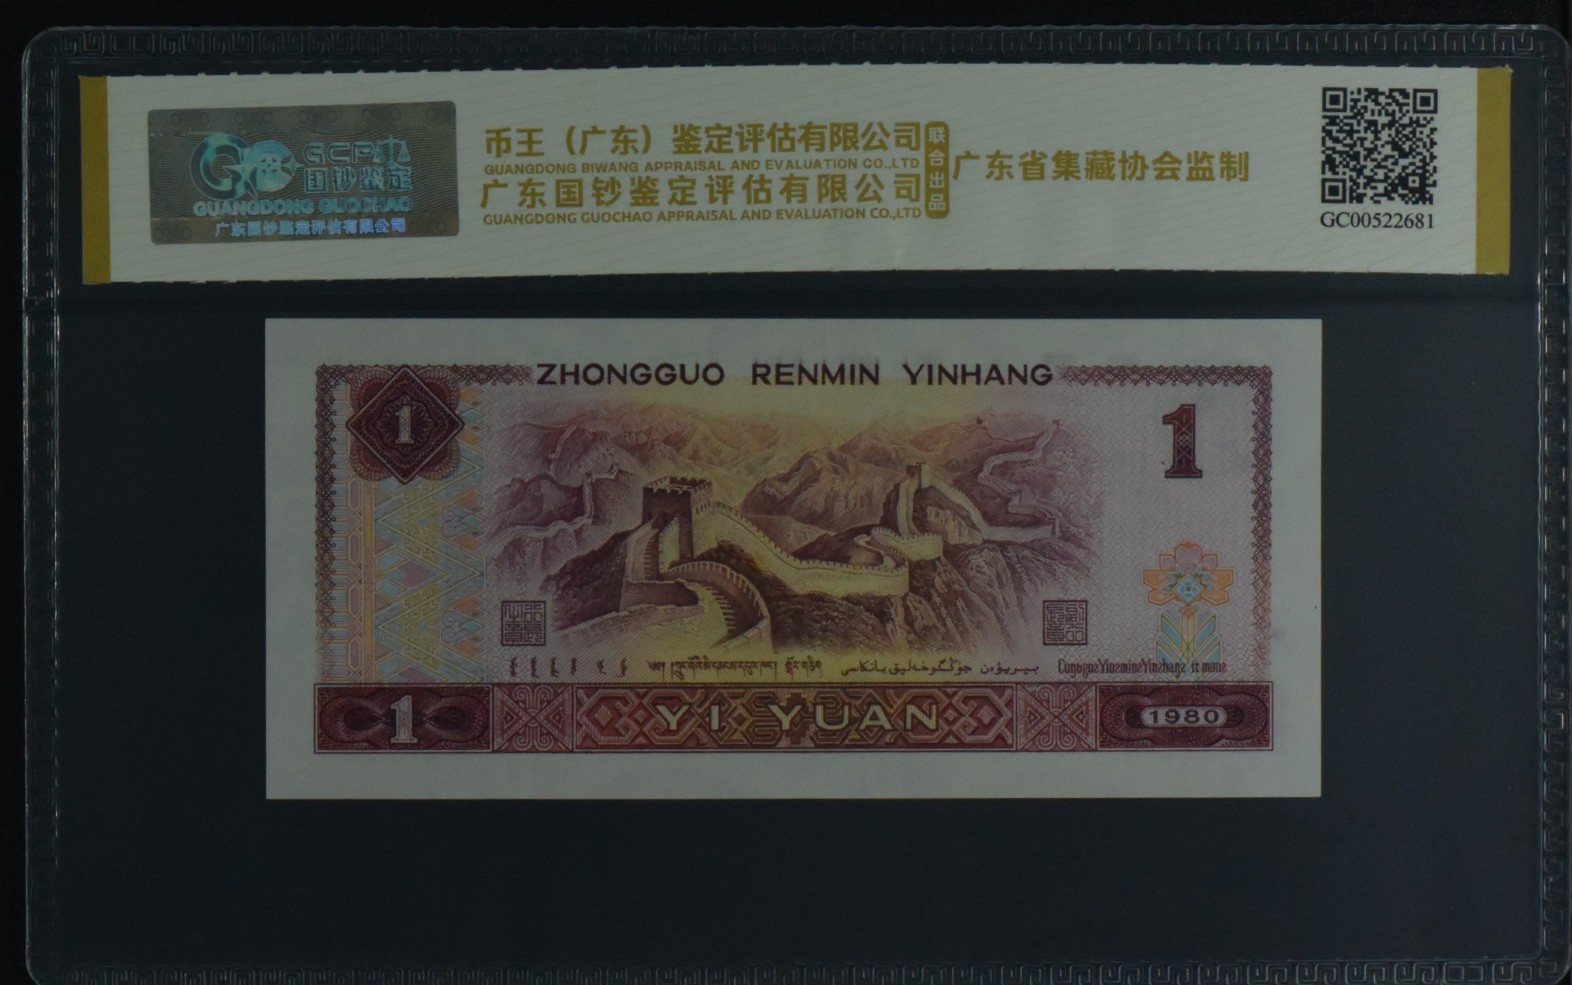 GCP
国钞鉴定
GUANGDONG GUOCHAO
广东国钞鉴定评估有限公司
币王（广东）鉴定评估有限公司
GUANGDONG BIWANG APPRAISAL AND EVALUATION CO.,LTD
广东国钞鉴定评估有限公司
GUANGDONG GUOCHAO APPRAISAL AND EVALUATION CO.,LTD
联合出品
广东省集藏协会监制
GC00522681
ZHONGGUO RENMIN YINHANG
1
1
1 YI YUAN 1980